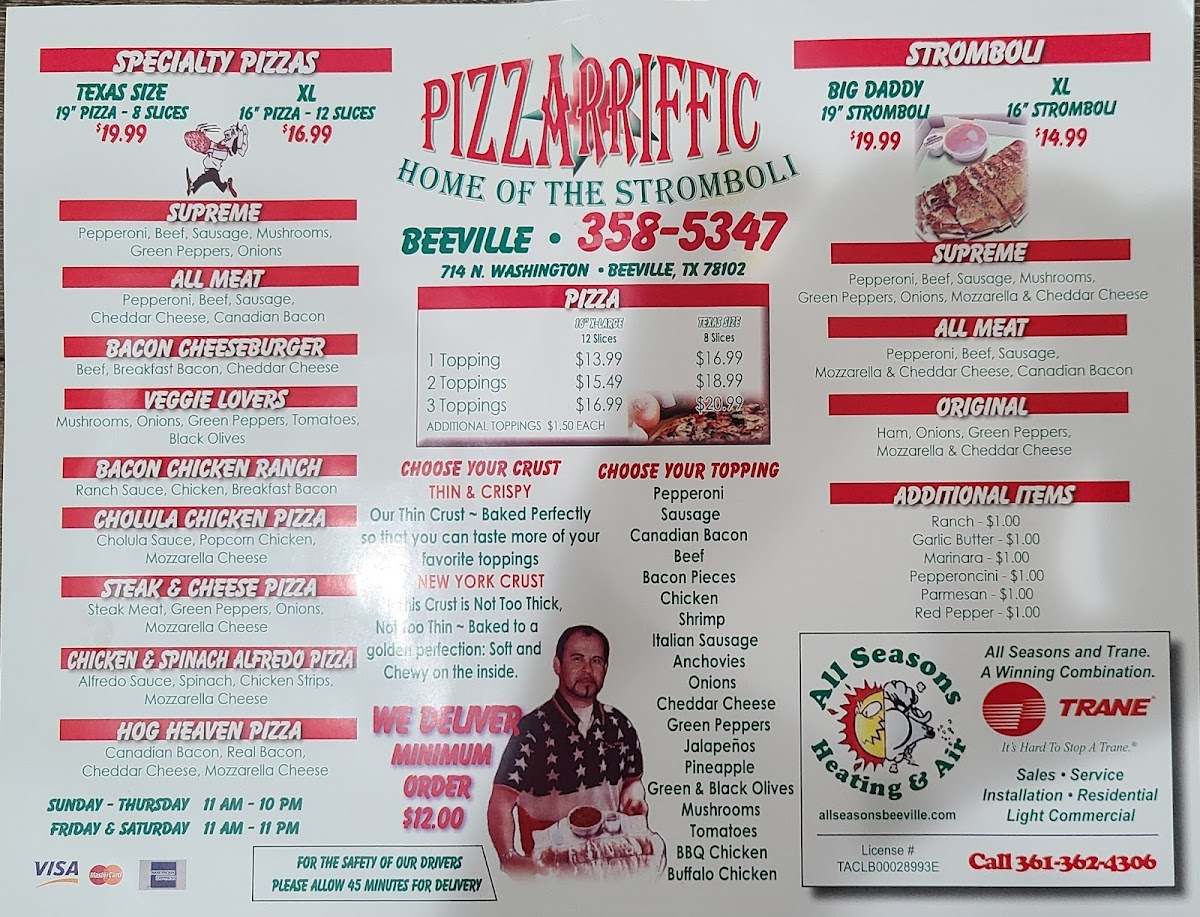 SPECIALTY PIZZAS
TEXAS SIZE
19" PIZZA - 8 SLICES
$19.99
XL
16" PIZZA - 12 SLICES
$16.99
SUPREME
Pepperoni, Beef, Sausage, Mushrooms,
Green Peppers, Onions
ALL MEAT
Pepperoni, Beef, Sausage,
Cheddar Cheese, Canadian Bacon
BACON CHEESEBURGER
Beef, Breakfast Bacon, Cheddar Cheese
VEGGIE LOVERS
Mushrooms, Onions, Green Peppers, Tomatoes,
Black Olives
BACON CHICKEN RANCH
Ranch Sauce, Chicken, Breakfast Bacon
CHOLULA CHICKEN PIZZA
Cholula Sauce, Popcorn Chicken,
Mozzarella Cheese
STEAK & CHEESE PIZZA
Steak Meat, Green Peppers, Onions,
Mozzarella Cheese
CHICKEN & SPINACH ALFREDO PIZZA
Alfredo Sauce, Spinach, Chicken Strips,
Mozzarella Cheese
HOG HEAVEN PIZZA
Canadian Bacon, Real Bacon,
Cheddar Cheese, Mozzarella Cheese
SUNDAY - THURSDAY 11 AM - 10 PM
FRIDAY & SATURDAY 11 AM - 11 PM
VISA MasterCard AMERICAN EXPRESS
PIZZARRIFFIC
HOME OF THE STROMBOLI
BEEVILLE • 358-5347
714 N. WASHINGTON • BEEVILLE, TX 78102
PIZZA
16" X-LARGE TEXAS SIZE
12 Slices 8 Slices
1 Topping $13.99 $16.99
2 Toppings $15.49 $18.99
3 Toppings $16.99 $20.99
ADDITIONAL TOPPINGS $1.50 EACH
CHOOSE YOUR CRUST
THIN & CRISPY
Our Thin Crust ~ Baked Perfectly
so that you can taste more of your
favorite toppings
NEW YORK CRUST
This Crust is Not Too Thick,
Not Too Thin ~ Baked to a
golden perfection: Soft and
Chewy on the inside.
WE DELIVER
MINIMUM
ORDER
$12.00
FOR THE SAFETY OF OUR DRIVERS
PLEASE ALLOW 45 MINUTES FOR DELIVERY
CHOOSE YOUR TOPPING
Pepperoni
Sausage
Canadian Bacon
Beef
Bacon Pieces
Chicken
Shrimp
Italian Sausage
Anchovies
Onions
Cheddar Cheese
Green Peppers
Jalapeños
Pineapple
Green & Black Olives
Mushrooms
Tomatoes
BBQ Chicken
Buffalo Chicken
STROMBOLI
BIG DADDY
19" STROMBOLI
$19.99
XL
16" STROMBOLI
$14.99
SUPREME
Pepperoni, Beef, Sausage, Mushrooms,
Green Peppers, Onions, Mozzarella & Cheddar Cheese
ALL MEAT
Pepperoni, Beef, Sausage,
Mozzarella & Cheddar Cheese, Canadian Bacon
ORIGINAL
Ham, Onions, Green Peppers,
Mozzarella & Cheddar Cheese
ADDITIONAL ITEMS
Ranch - $1.00
Garlic Butter - $1.00
Marinara - $1.00
Pepperoncini - $1.00
Parmesan - $1.00
Red Pepper - $1.00
All Seasons
Heating & Air
allseasonsbeeville.com
All Seasons and Trane.
A Winning Combination.
TRANE®
It's Hard To Stop A Trane.®
Sales • Service
Installation • Residential
Light Commercial
License #
TACLB00028993E
Call 361-362-4306